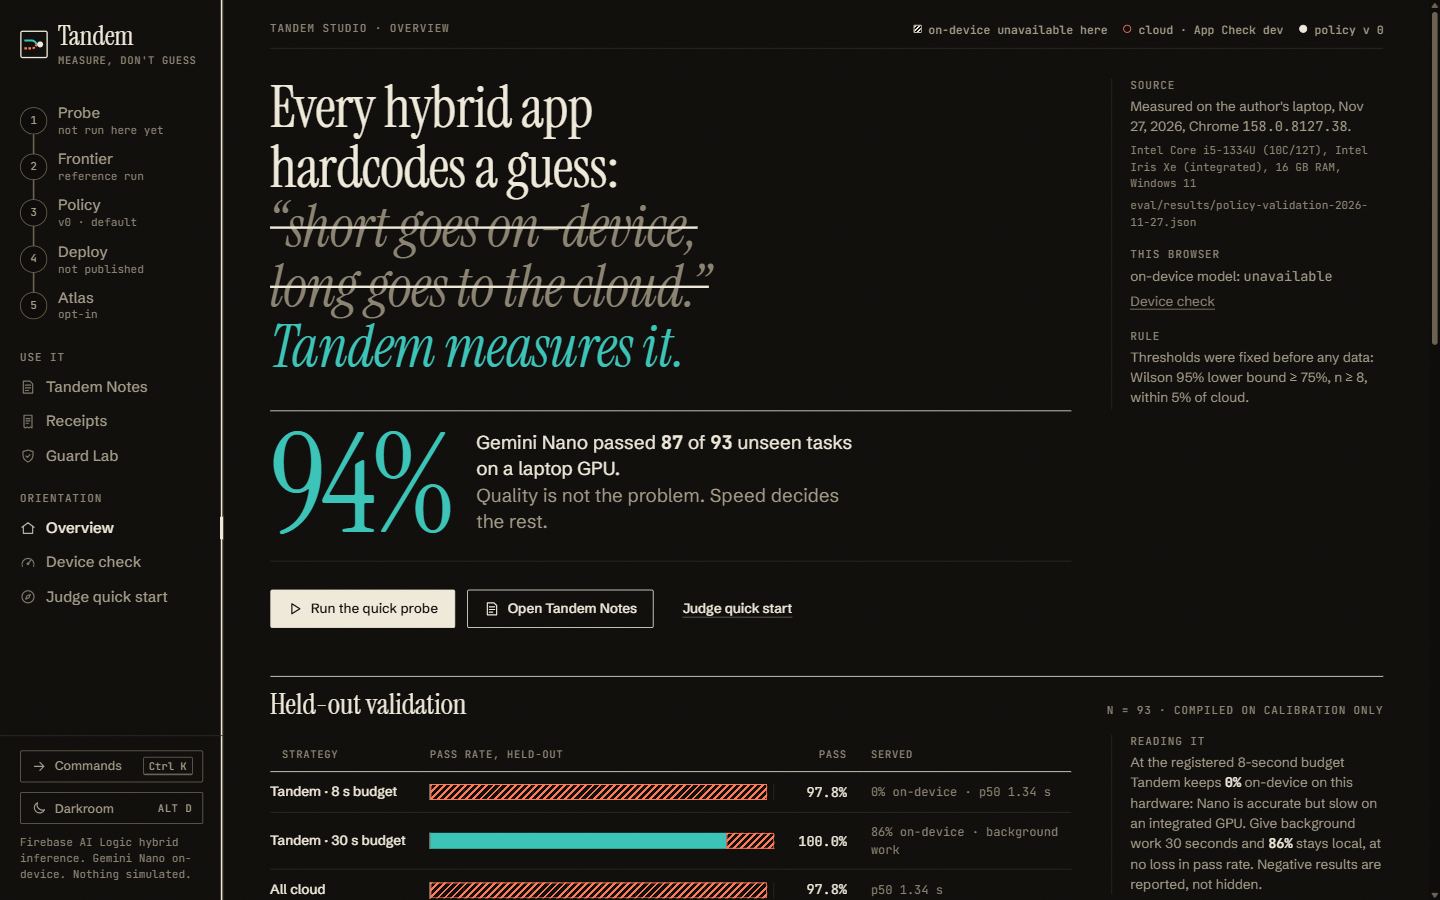 Tandem
MEASURE, DON'T GUESS
1
Probe
not run here yet
2
Frontier
reference run
3
Policy
v0 · default
4
Deploy
not published
5
Atlas
opt-in
USE IT
Tandem Notes
Receipts
Guard Lab
ORIENTATION
Overview
Device check
Judge quick start
Commands Ctrl K
Darkroom ALT D
Firebase AI Logic hybrid
inference. Gemini Nano on-
device. Nothing simulated.
TANDEM STUDIO · OVERVIEW
on-device unavailable here cloud · App Check dev policy v 0
Every hybrid app
hardcodes a guess:
“short goes on-device,
long goes to the cloud.”
Tandem measures it.
94%
Gemini Nano passed 87 of 93 unseen tasks
on a laptop GPU.
Quality is not the problem. Speed decides
the rest.
Run the quick probe
Open Tandem Notes
Judge quick start
SOURCE
Measured on the author's laptop, Nov
27, 2026, Chrome 158.0.8127.38.
Intel Core i5-1334U (10C/12T), Intel
Iris Xe (integrated), 16 GB RAM,
Windows 11
eval/results/policy-validation-2026-
11-27.json
THIS BROWSER
on-device model: unavailable
Device check
RULE
Thresholds were fixed before any data:
Wilson 95% lower bound ≥ 75%, n ≥ 8,
within 5% of cloud.
Held-out validation
N = 93 · COMPILED ON CALIBRATION ONLY
STRATEGY PASS RATE, HELD-OUT PASS SERVED
Tandem · 8 s budget 97.8% 0% on-device · p50 1.34 s
Tandem · 30 s budget 100.0% 86% on-device · background
work
All cloud 97.8% p50 1.34 s
READING IT
At the registered 8-second budget
Tandem keeps 0% on-device on this
hardware: Nano is accurate but slow on
an integrated GPU. Give background
work 30 seconds and 86% stays local, at
no loss in pass rate. Negative results are
reported, not hidden.